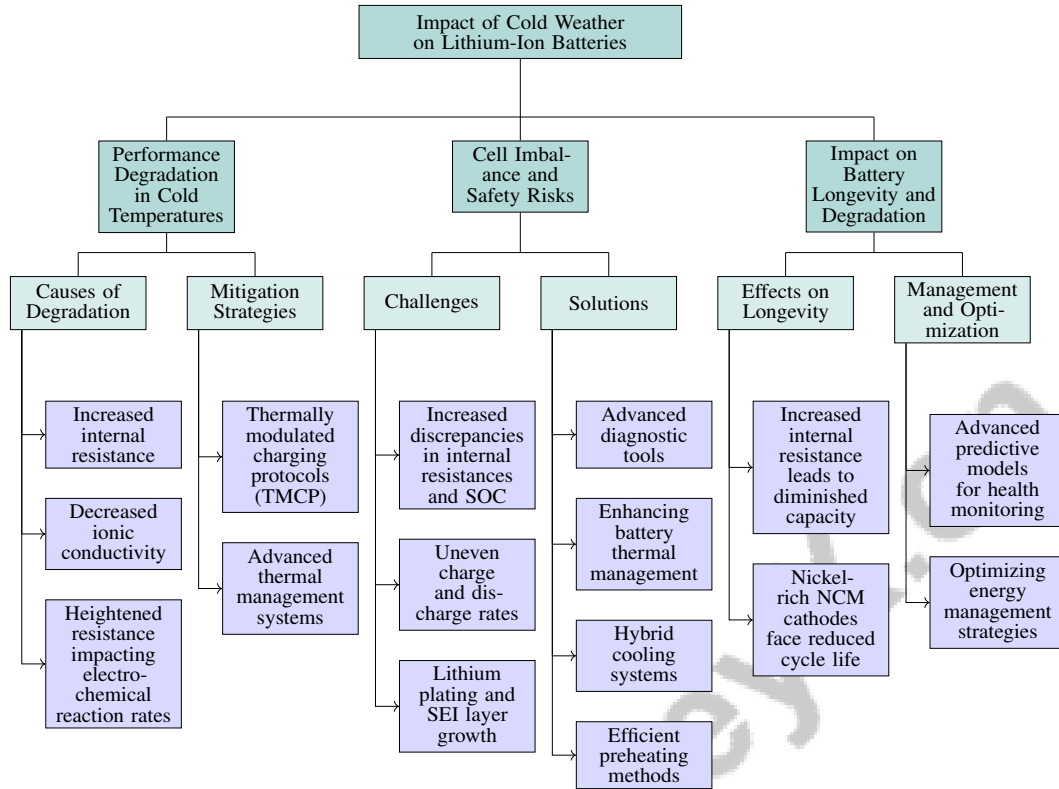 Impact of Cold Weather
on Lithium-Ion Batteries
Performance
Degradation
in Cold
Temperatures
Cell Imbal-
ance and
Safety Risks
Impact on
Battery
Longevity and
Degradation
Causes of
Degradation
Mitigation
Strategies
Challenges
Solutions
Effects on
Longevity
Management
and Opti-
mization
Increased
internal
resistance
Decreased
ionic
conductivity
Heightened
resistance
impacting
electro-
chemical
reaction rates
Thermally
modulated
charging
protocols
(TMCP)
Advanced
thermal
management
systems
Increased
discrepancies
in internal
resistances
and SOC
Uneven
charge
and dis-
charge rates
Lithium
plating and
SEI layer
growth
Advanced
diagnostic
tools
Enhancing
battery
thermal
management
Hybrid
cooling
systems
Efficient
preheating
methods
Increased
internal
resistance
leads to
diminished
capacity
Nickel-
rich NCM
cathodes
face reduced
cycle life
Advanced
predictive
models
for health
monitoring
Optimizing
energy
management
strategies